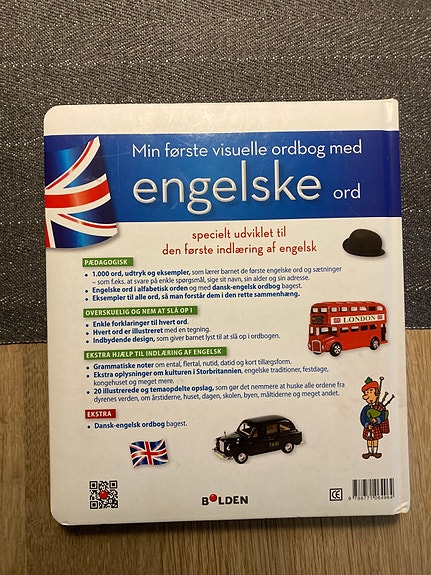 Min første visuelle ordbog med
engelske ord
specielt udviklet til
den første indlæring af engelsk
PÆDAGOGISK
• 1.000 ord, udtryk og eksempler, som lærer barnet de første engelske ord og sætninger
– som f.eks. at svare på enkle spørgsmål, sige sit navn, sin alder og sin adresse.
• Engelske ord i alfabetisk orden og med dansk-engelsk ordbog bagest.
• Eksempler til alle ord, så man forstår dem i den rette sammenhæng.
OVERSKUELIG OG NEM AT SLÅ OP I
• Enkle forklaringer til hvert ord.
• Hvert ord er illustreret med en tegning.
• Indbydende design, som giver barnet lyst til at slå op i ordbogen.
EKSTRA HJÆLP TIL INDLÆRING AF ENGELSK
• Grammatiske noter om ental, flertal, nutid, datid og kort tillægsform.
• Ekstra oplysninger om kulturen i Storbritannien, engelske traditioner, festdage,
kongehuset og meget mere.
• 20 illustrerede og temaopdelte opslag, som gør det nemmere at huske alle ordene fra
dyrenes verden, om årstiderne, huset, dagen, skolen, byen, måltiderne og meget andet.
EKSTRA
• Dansk-engelsk ordbog bagest.
LONDON
TAXI
BOLDEN
CE
9 788771 064964